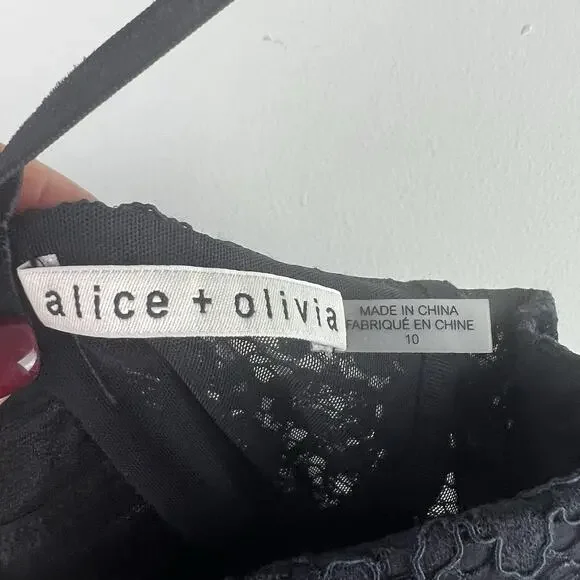 alice + olivia
MADE IN CHINA
FABRIQUÉ EN CHINE
10